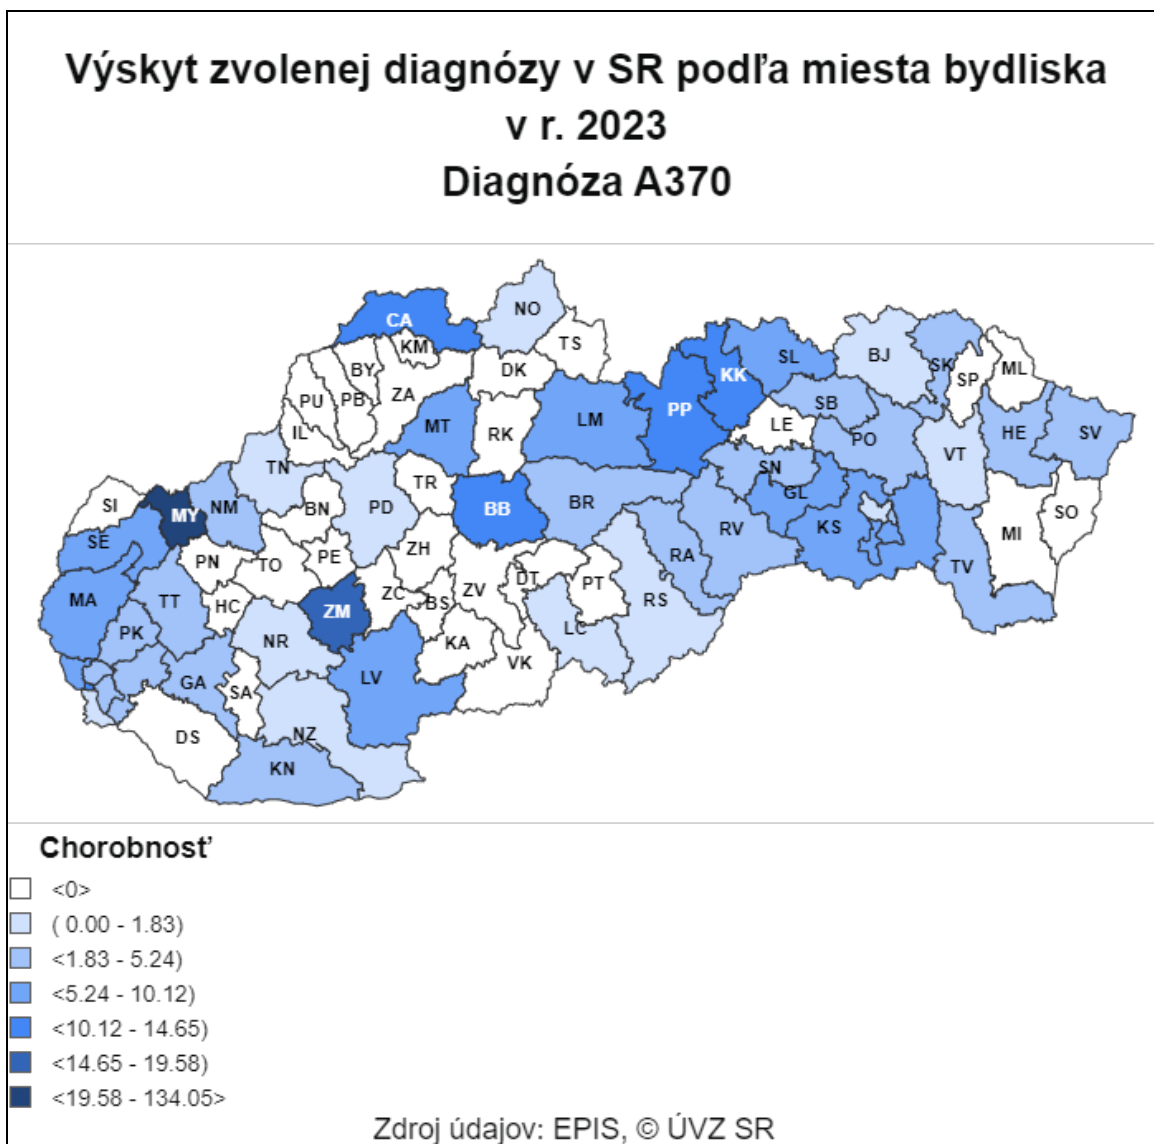 Výskyt zvolenej diagnózy v SR podľa miesta bydliska
v r. 2023
Diagnóza A370
NO
CA
TS
KM
BY
DK
BJ
SK
SP
ML
SL
KK
PU
PB
ZA
PP
SB
HE
SV
IL
MT
RK
LM
LE
PO
VT
TN
TR
SN
SI
MY
NM
BN
PD
BB
BR
GL
SO
SE
KS
RV
MI
PN
TO
PE
ZH
RA
TV
MA
TT
HC
ZM
ZC
BS
ZV
DT
PT
RS
PK
NR
KA
LC
GA
SA
LV
VK
DS
NZ
KN
Chorobnosť
<0>
( 0.00 - 1.83)
<1.83 - 5.24)
<5.24 - 10.12)
<10.12 - 14.65)
<14.65 - 19.58)
<19.58 - 134.05>
Zdroj údajov: EPIS, © ÚVZ SR